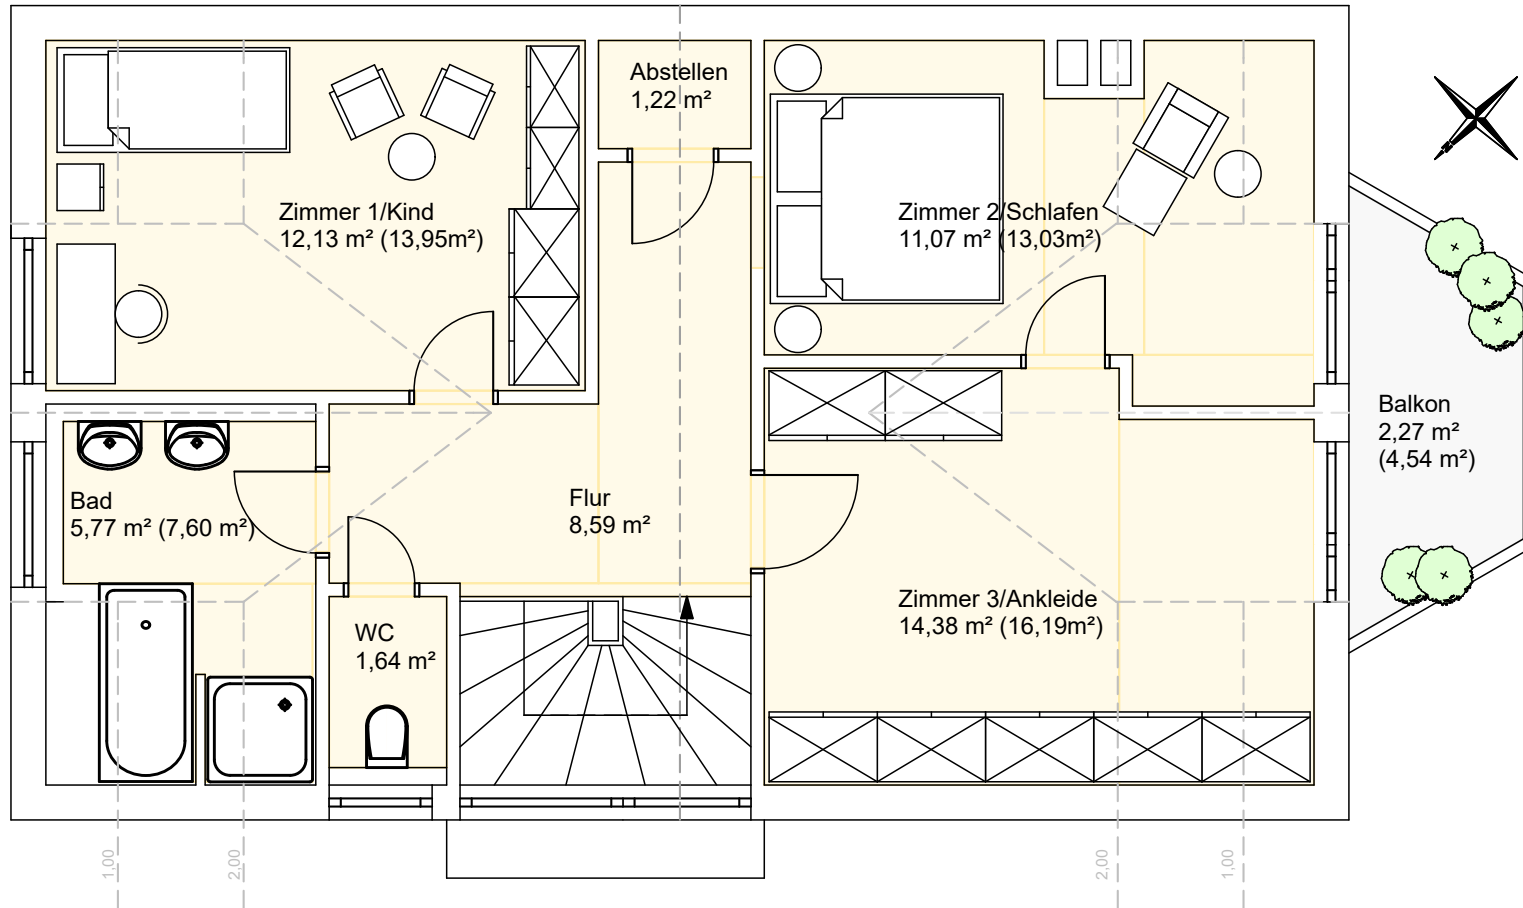 Abstellen
1,22 m²
Zimmer 1/Kind
12,13 m² (13,95m²)
Zimmer 2/Schlafen
11,07 m² (13,03m²)
Balkon
2,27 m²
(4,54 m²)
Bad
5,77 m² (7,60 m²)
Flur
8,59 m²
Zimmer 3/Ankleide
14,38 m² (16,19m²)
WC
1,64 m²
1,00
2,00
2,00
1,00